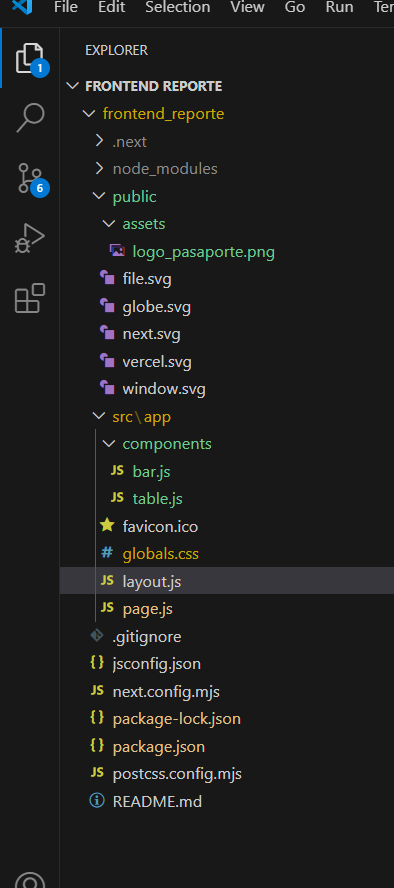 File Edit Selection View Go Run Ter
EXPLORER
1
FRONTEND REPORTE
frontend_reporte
.next
node_modules
6
public
assets
logo_pasaporte.png
file.svg
globe.svg
next.svg
vercel.svg
window.svg
src\app
components
JS bar.js
JS table.js
favicon.ico
# globals.css
JS layout.js
JS page.js
.gitignore
{} jsconfig.json
JS next.config.mjs
{} package-lock.json
{} package.json
JS postcss.config.mjs
README.md